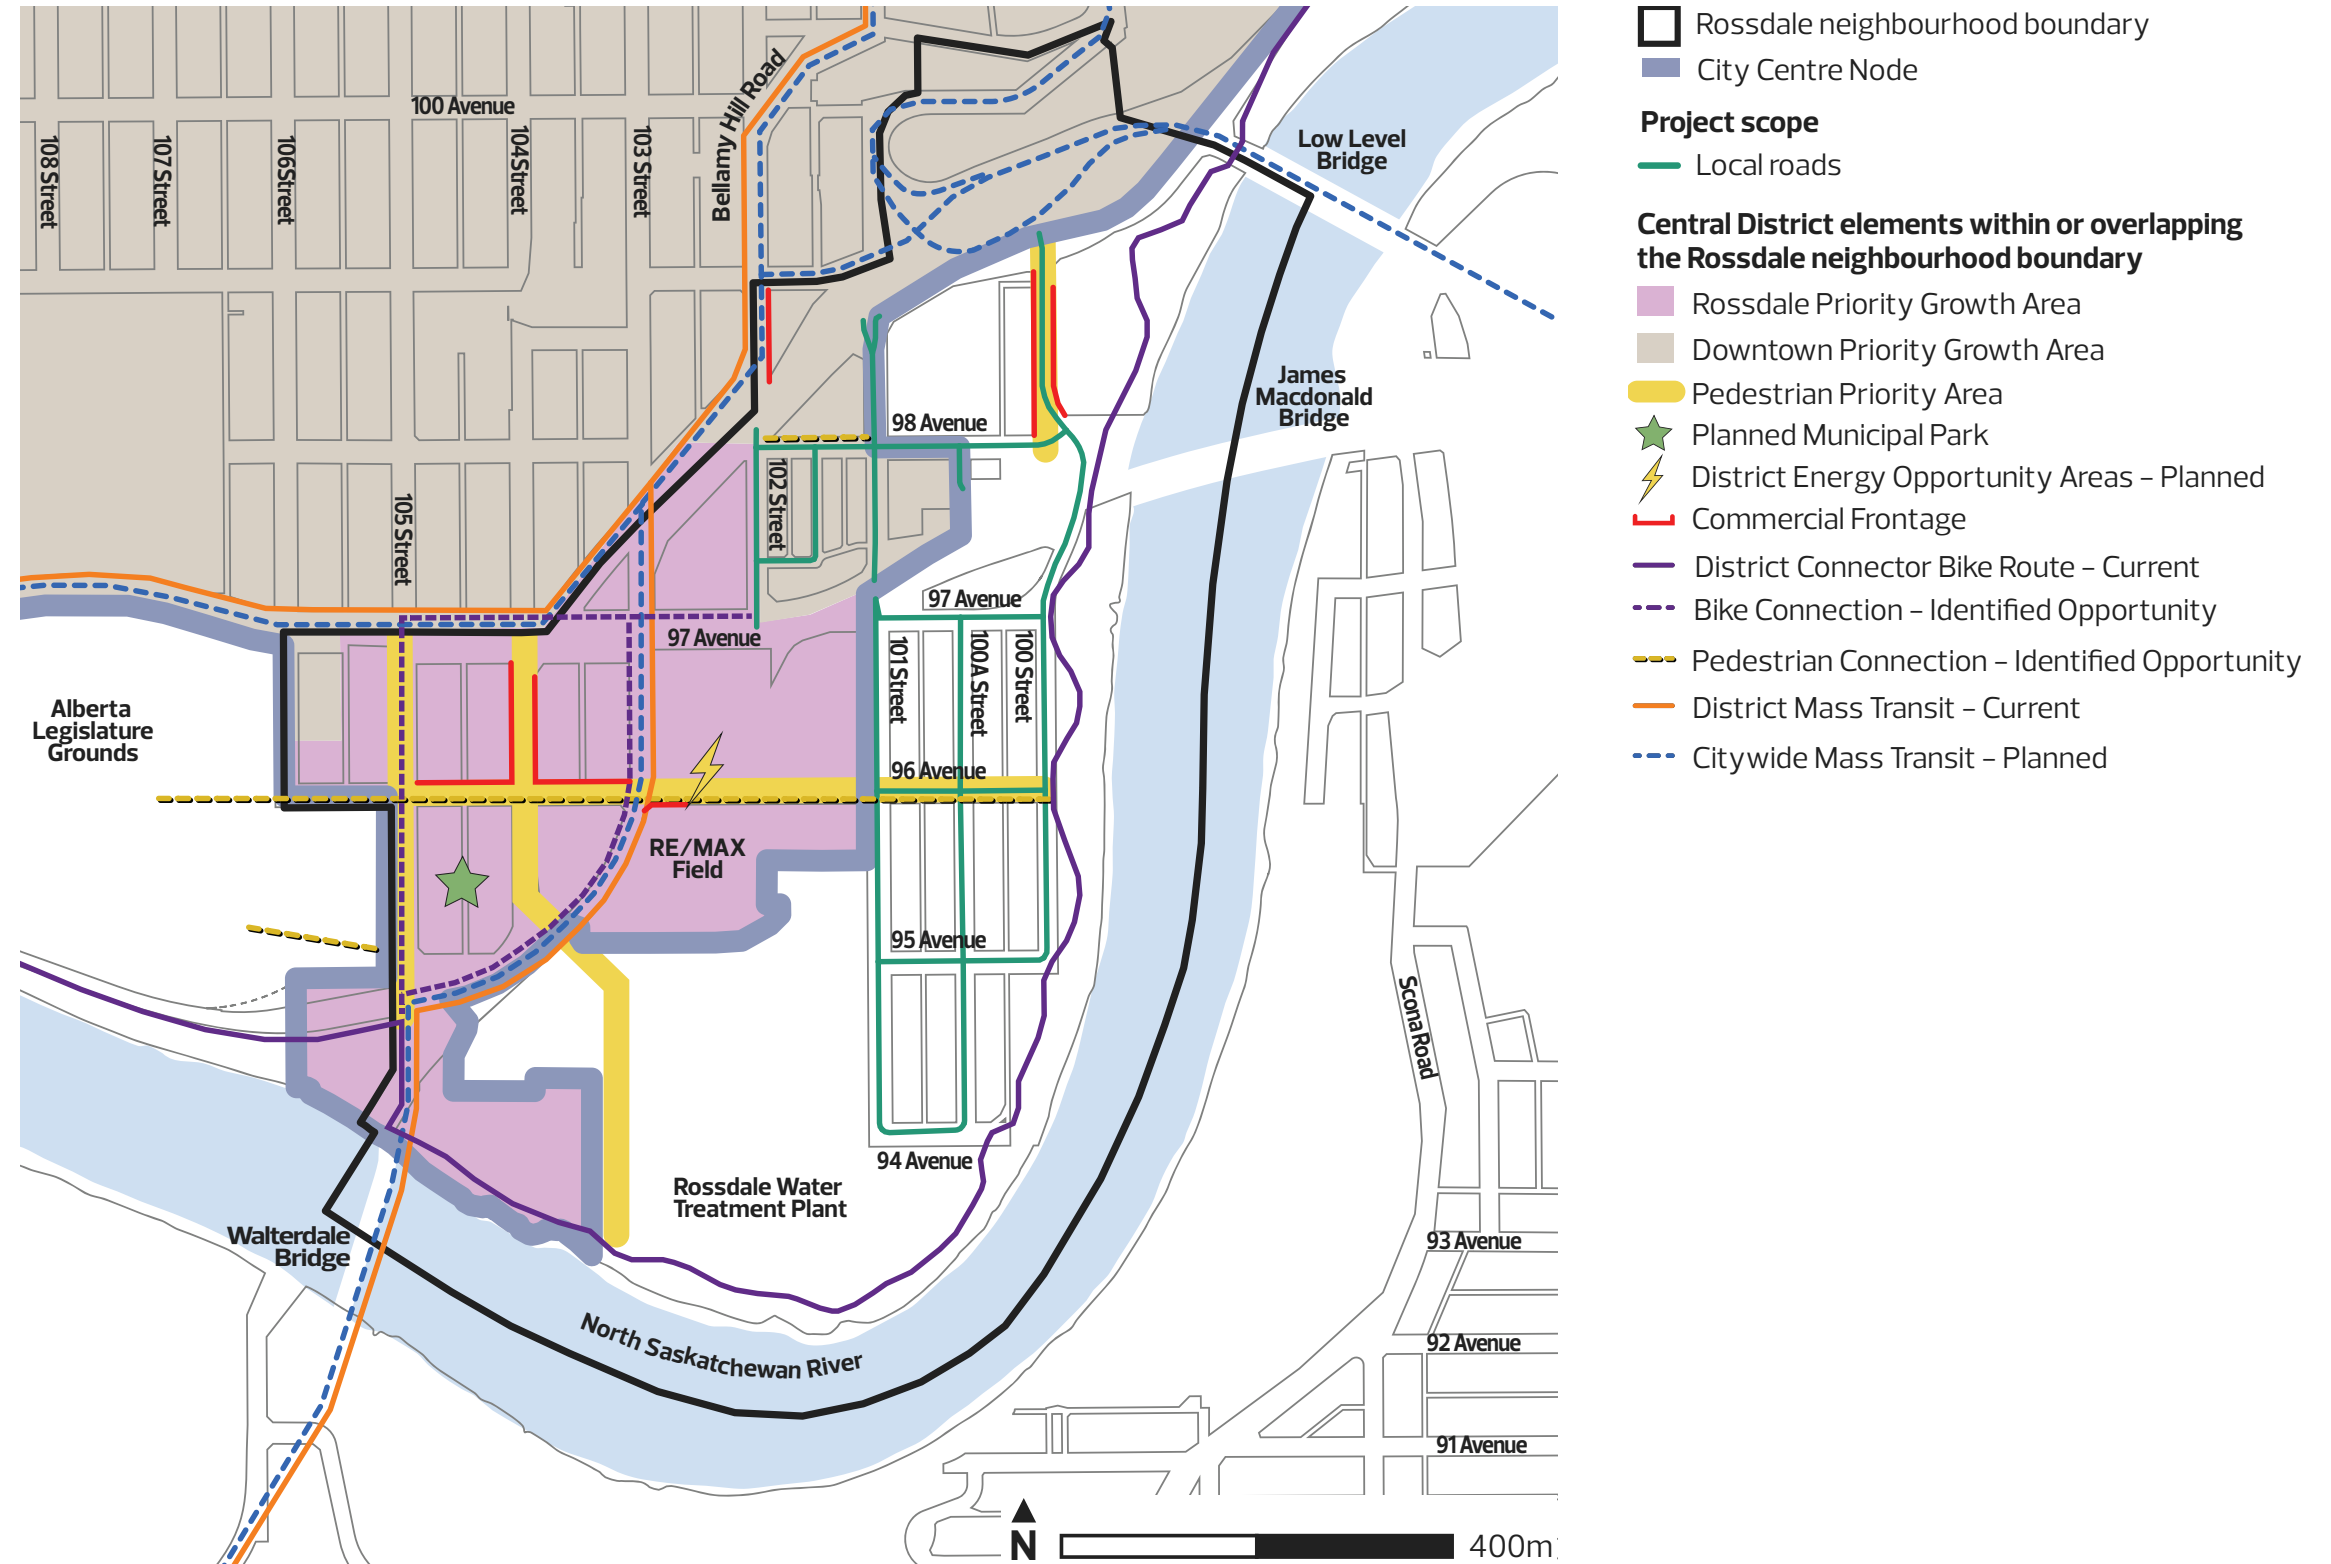 100 Avenue
108 Street
107 Street
106Street
104Street
103 Street
Bellamy Hill Road
Low Level
Bridge
James
Macdonald
Bridge
98 Avenue
102 Street
105 Street
97 Avenue
97 Avenue
101 Street
100A Street
100 Street
Alberta
Legislature
Grounds
96 Avenue
RE/MAX
Field
95 Avenue
Scona Road
94 Avenue
Rossdale Water
Treatment Plant
Walterdale
Bridge
North Saskatchewan River
93 Avenue
92 Avenue
91 Avenue
N
400m
Rossdale neighbourhood boundary
City Centre Node
Project scope
Local roads
Central District elements within or overlapping
the Rossdale neighbourhood boundary
Rossdale Priority Growth Area
Downtown Priority Growth Area
Pedestrian Priority Area
Planned Municipal Park
District Energy Opportunity Areas – Planned
Commercial Frontage
District Connector Bike Route – Current
Bike Connection – Identified Opportunity
Pedestrian Connection – Identified Opportunity
District Mass Transit – Current
Citywide Mass Transit – Planned